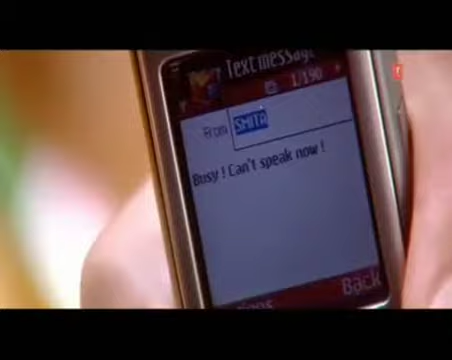 Text message
1/190
From SMITA
Busy ! Can't speak now !
Back